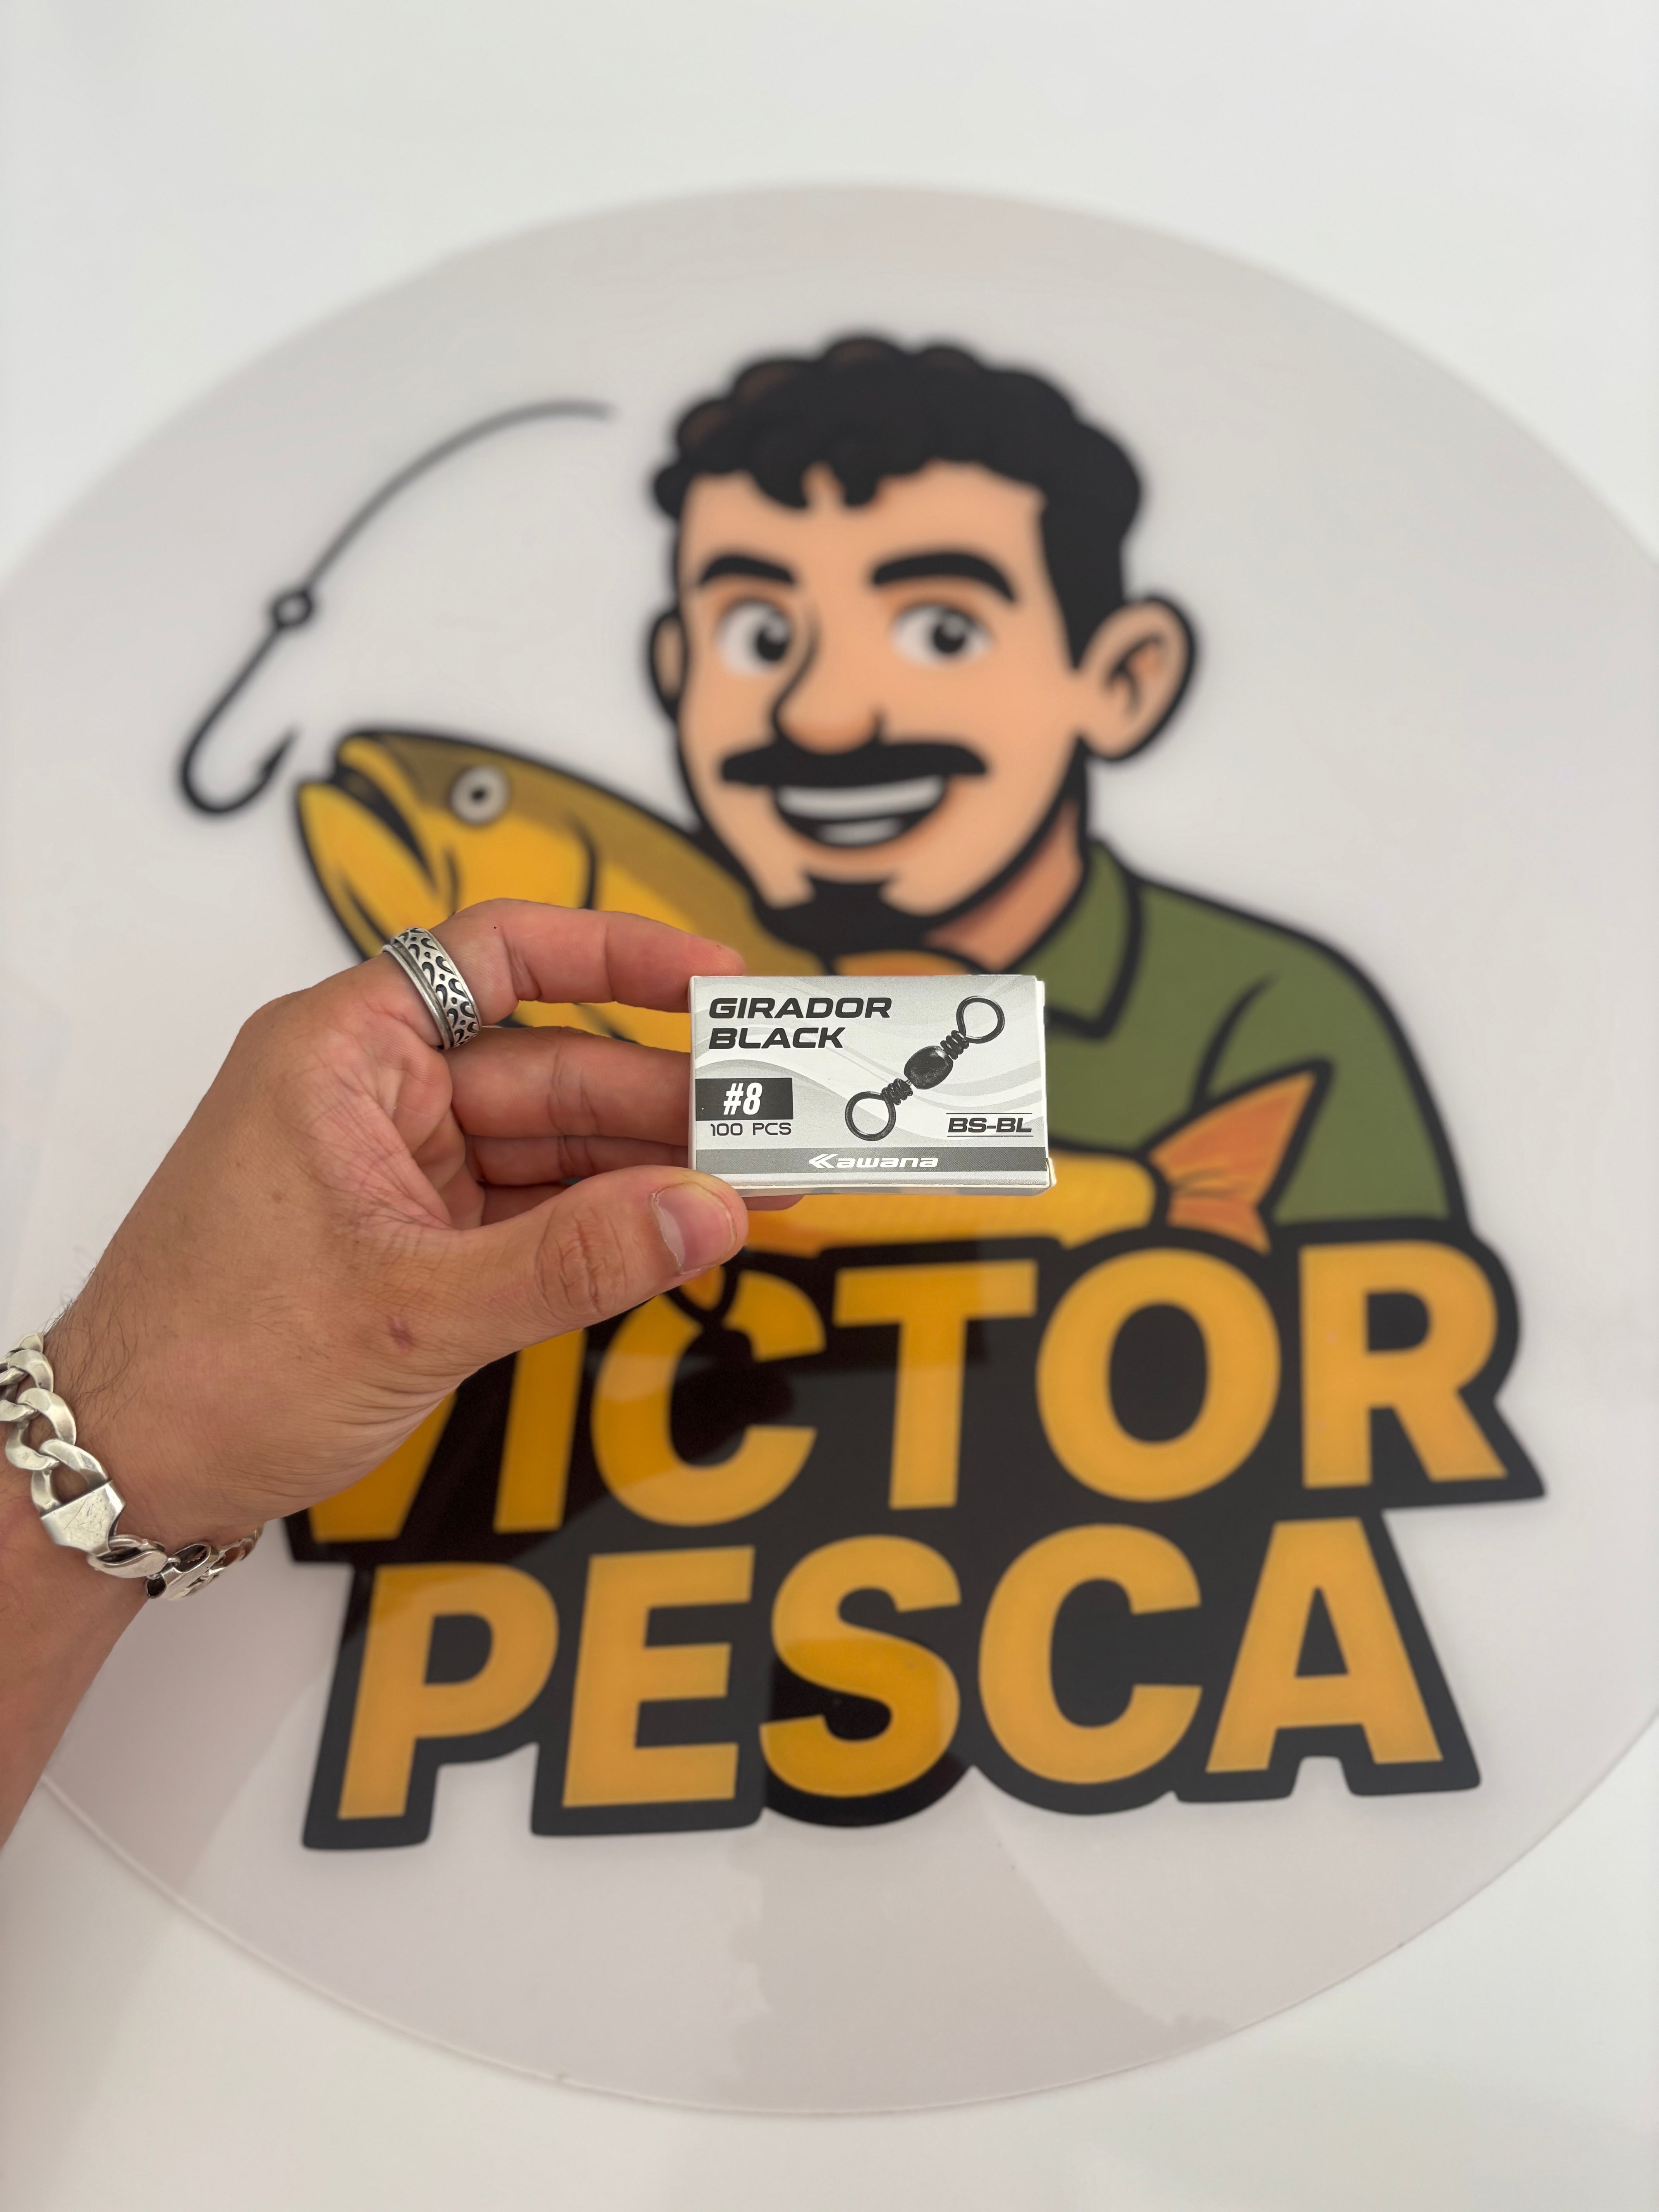 GIRADOR
BLACK
#8
100 PCS
BS-BL
Kawana
VICTOR
PESCA